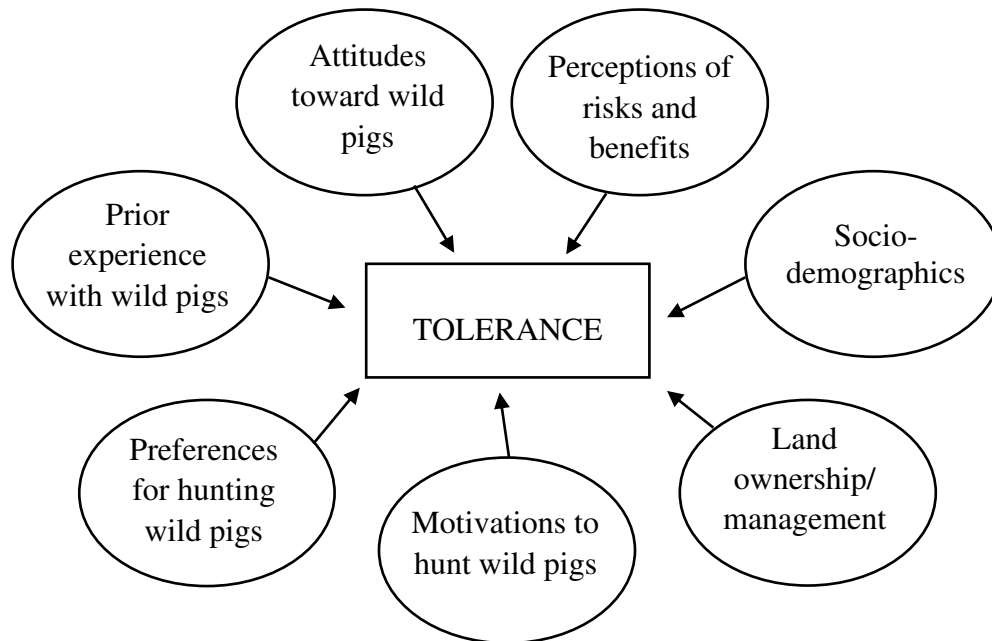 Attitudes
toward wild
pigs
Perceptions of
risks and
benefits
Prior
experience
with wild pigs
Socio-
demographics
TOLERANCE
Preferences
for hunting
wild pigs
Motivations to
hunt wild pigs
Land
ownership/
management